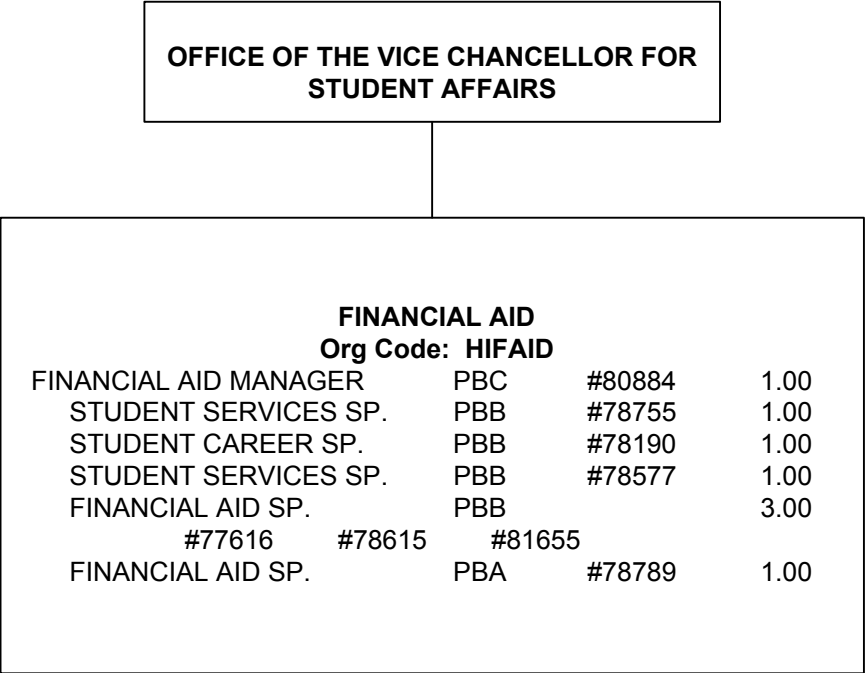 OFFICE OF THE VICE CHANCELLOR FOR
STUDENT AFFAIRS
FINANCIAL AID
Org Code: HIFAID
FINANCIAL AID MANAGER PBC #80884 1.00
STUDENT SERVICES SP. PBB #78755 1.00
STUDENT CAREER SP. PBB #78190 1.00
STUDENT SERVICES SP. PBB #78577 1.00
FINANCIAL AID SP. PBB 3.00
#77616 #78615 #81655
FINANCIAL AID SP. PBA #78789 1.00